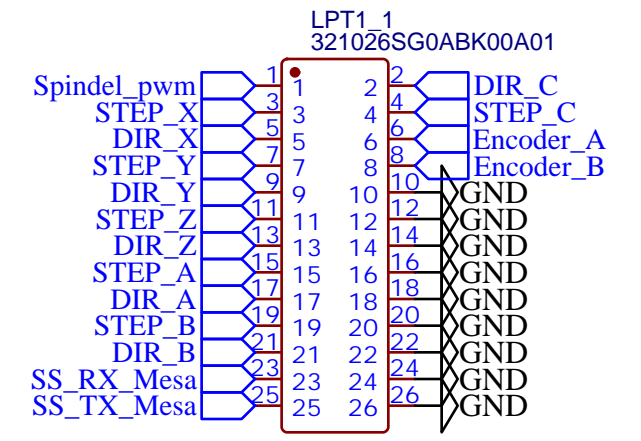 LPT1_1
321026SG0ABK00A01
Spindel_pwm 1 1 2 2 DIR_C
STEP_X 3 3 4 4 STEP_C
DIR_X 5 5 6 6 Encoder_A
STEP_Y 7 7 8 8 Encoder_B
DIR_Y 9 9 10 10 GND
STEP_Z 11 11 12 12 GND
DIR_Z 13 13 14 14 GND
STEP_A 15 15 16 16 GND
DIR_A 17 17 18 18 GND
STEP_B 19 19 20 20 GND
DIR_B 21 21 22 22 GND
SS_RX_Mesa 23 23 24 24 GND
SS_TX_Mesa 25 25 26 26 GND